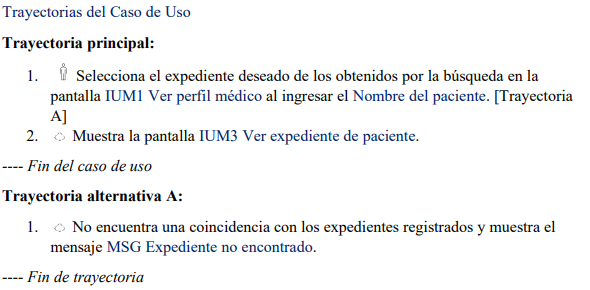 Trayectorias del Caso de Uso
Trayectoria principal:
1. Selecciona el expediente deseado de los obtenidos por la búsqueda en la
pantalla IUM1 Ver perfil médico al ingresar el Nombre del paciente. [Trayectoria
A]
2. Muestra la pantalla IUM3 Ver expediente de paciente.
---- Fin del caso de uso
Trayectoria alternativa A:
1. No encuentra una coincidencia con los expedientes registrados y muestra el
mensaje MSG Expediente no encontrado.
---- Fin de trayectoria